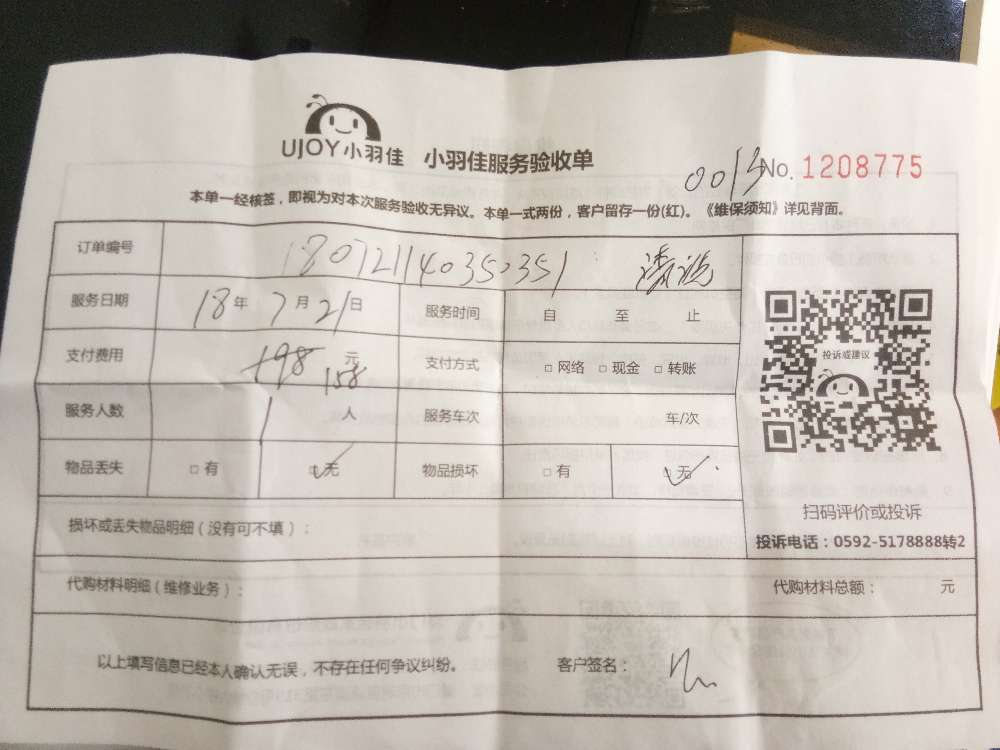 UJOY小羽佳 小羽佳服务验收单
0013 No. 1208775
本单一经核签，即视为对本次服务验收无异议。本单一式两份，客户留存一份(红)。《维保须知》详见背面。
订单编号 180721140350351 清洗
服务日期 18年 7月21日 服务时间 自 至 止
支付费用 198 元 158 支付方式 □ 网络 □ 现金 □ 转账
服务人数 1 人 服务车次 车/次
物品丢失 □ 有 □ 无 ✓ 物品损坏 □ 有 □ 无 ✓
投诉或建议
扫码评价或投诉
投诉电话：0592-5178888转2
损坏或丢失物品明细（没有可不填）：
代购材料明细（维修业务）： 代购材料总额： 元
以上填写信息已经本人确认无误，不存在任何争议纠纷。 客户签名：